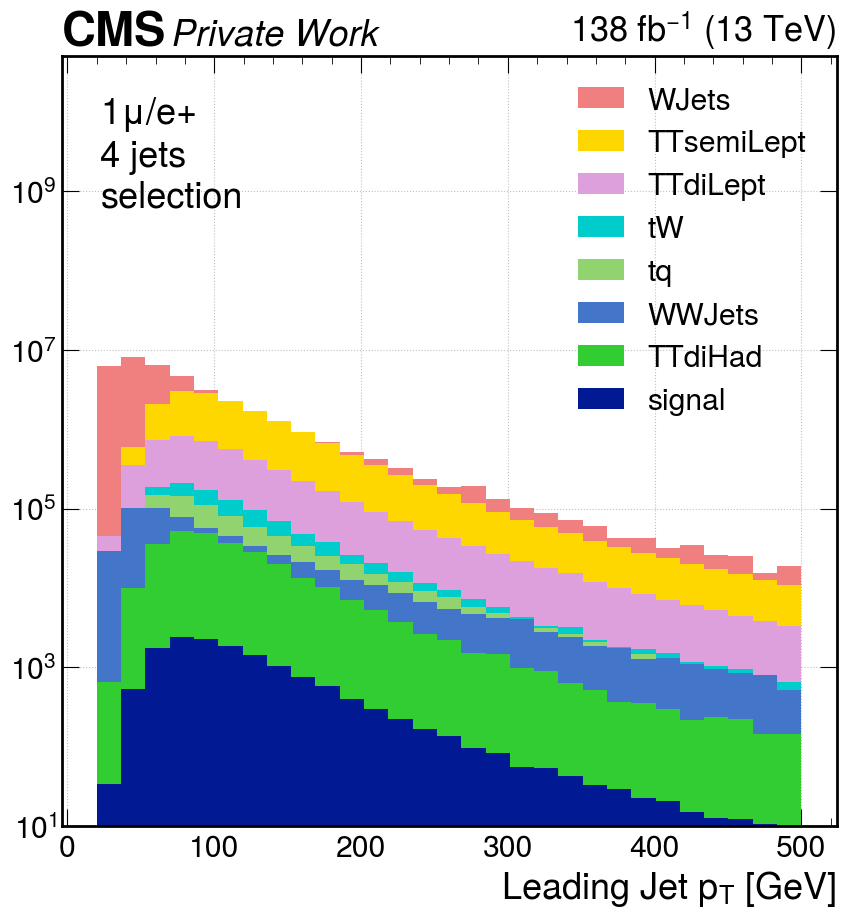 CMS Private Work 138 fb⁻¹ (13 TeV)
1μ/e+
4 jets
selection
WJets
TTsemiLept
TTdiLept
tW
tq
WWJets
TTdiHad
signal
10⁹
10⁷
10⁵
10³
10¹
0 100 200 300 400 500
Leading Jet p_T [GeV]